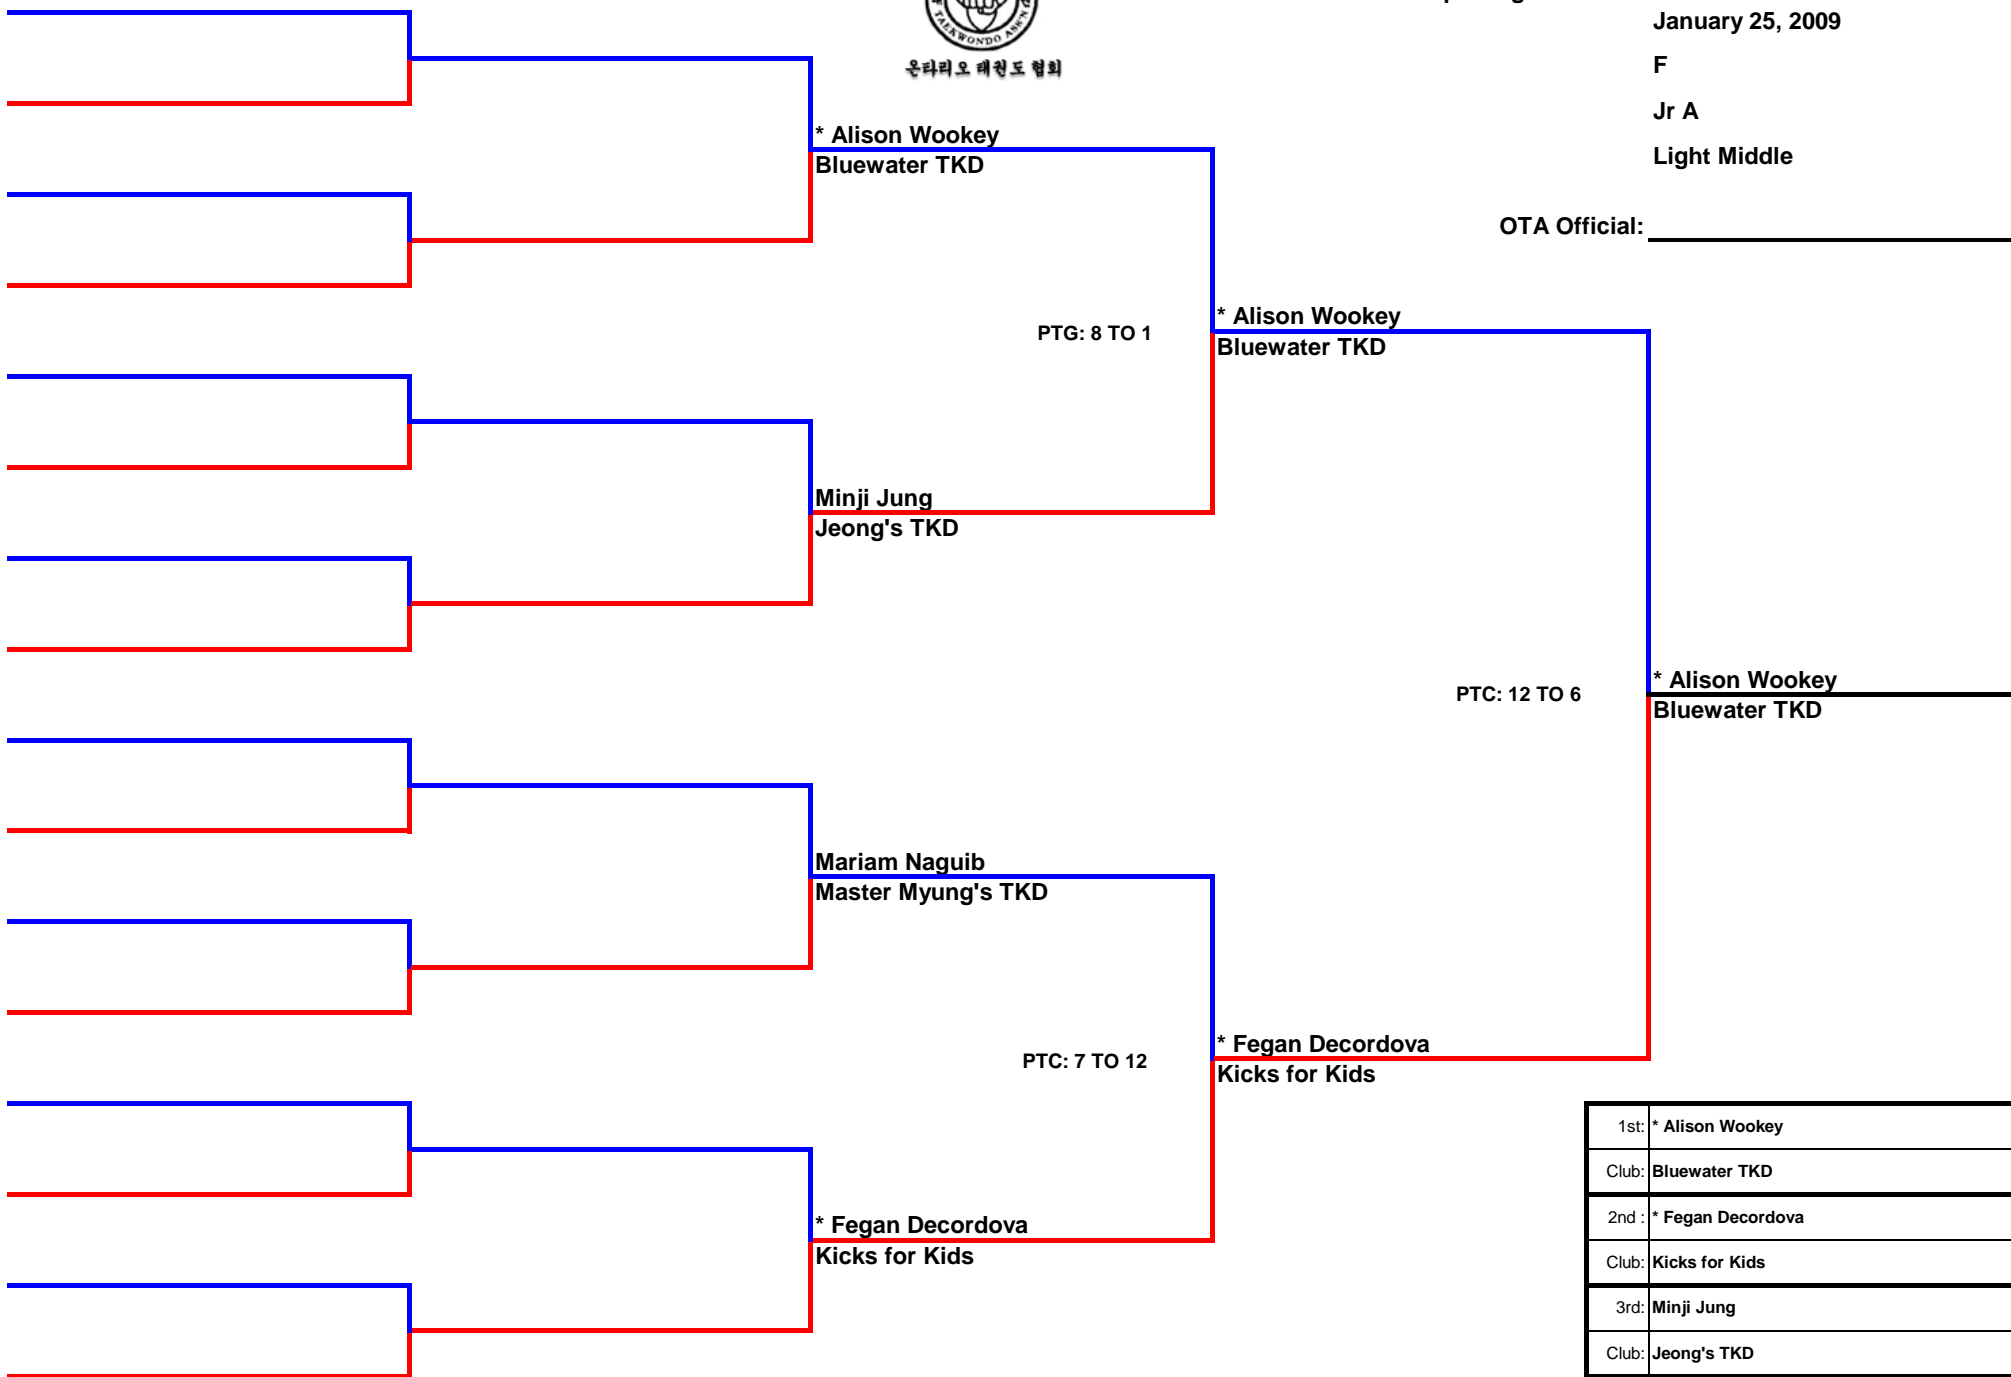 TAEKWONDO ASS'N
온타리오 태권도 협회
January 25, 2009
F
Jr A
Light Middle
OTA Official:
* Alison Wookey
Bluewater TKD
PTG: 8 TO 1
* Alison Wookey
Bluewater TKD
Minji Jung
Jeong's TKD
PTC: 12 TO 6
* Alison Wookey
Bluewater TKD
Mariam Naguib
Master Myung's TKD
PTC: 7 TO 12
* Fegan Decordova
Kicks for Kids
* Fegan Decordova
Kicks for Kids
1st: * Alison Wookey
Club: Bluewater TKD
2nd : * Fegan Decordova
Club: Kicks for Kids
3rd: Minji Jung
Club: Jeong's TKD